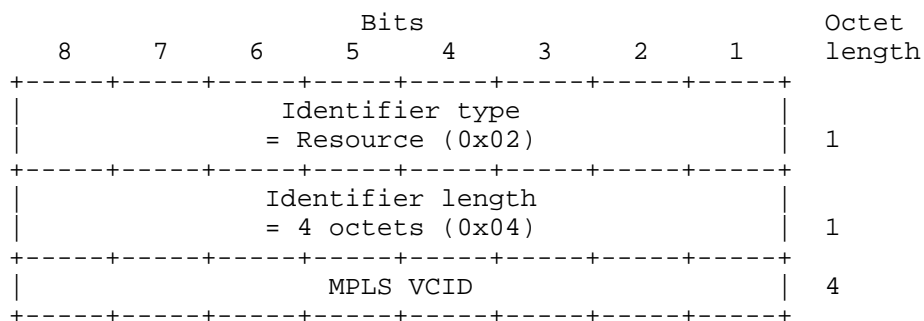 Bits Octet
8 7 6 5 4 3 2 1 length
+-----+-----+-----+-----+-----+-----+-----+-----+
| Identifier type |
| = Resource (0x02) | 1
+-----+-----+-----+-----+-----+-----+-----+-----+
| Identifier length |
| = 4 octets (0x04) | 1
+-----+-----+-----+-----+-----+-----+-----+-----+
| MPLS VCID | 4
+-----+-----+-----+-----+-----+-----+-----+-----+